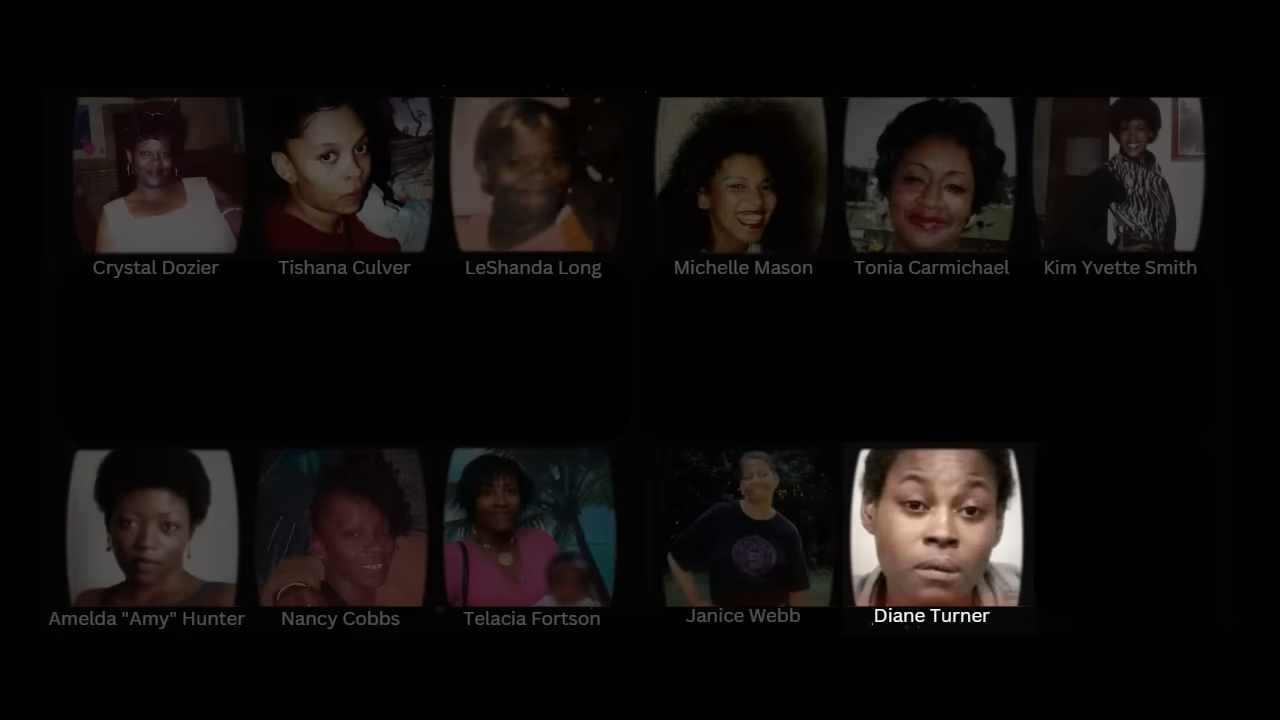 Crystal Dozier
Tishana Culver
LeShanda Long
Michelle Mason
Tonia Carmichael
Kim Yvette Smith
Amelda "Amy" Hunter
Nancy Cobbs
Telacia Fortson
Janice Webb
Diane Turner